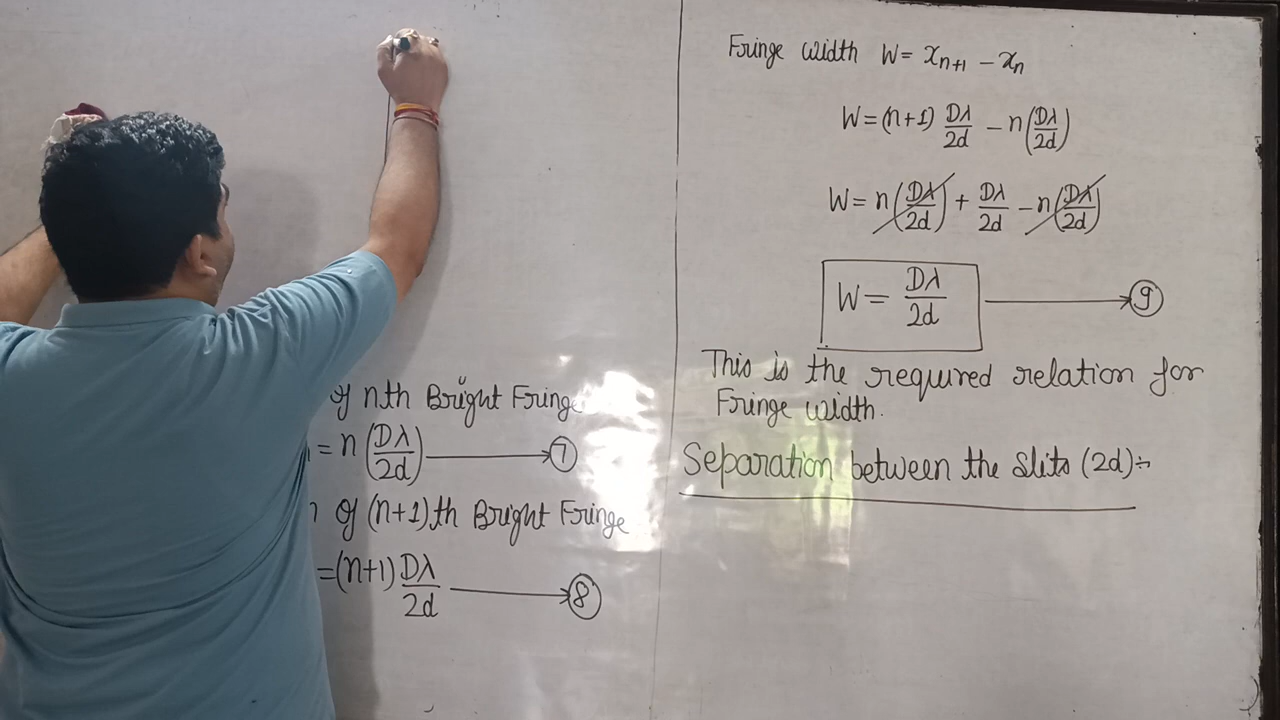 of nth Bright Fringe
= n (Dλ/2d) ⑦
of (n+1)th Bright Fringe
=(n+1) Dλ/2d ⑧
Fringe width W= xₙ₊₁ – xₙ
W=(n+1) Dλ/2d – n(Dλ/2d)
W= n(Dλ/2d) + Dλ/2d – n(Dλ/2d)
W= Dλ/2d ⑨
This is the required relation for
Fringe width.
Separation between the slits (2d):-